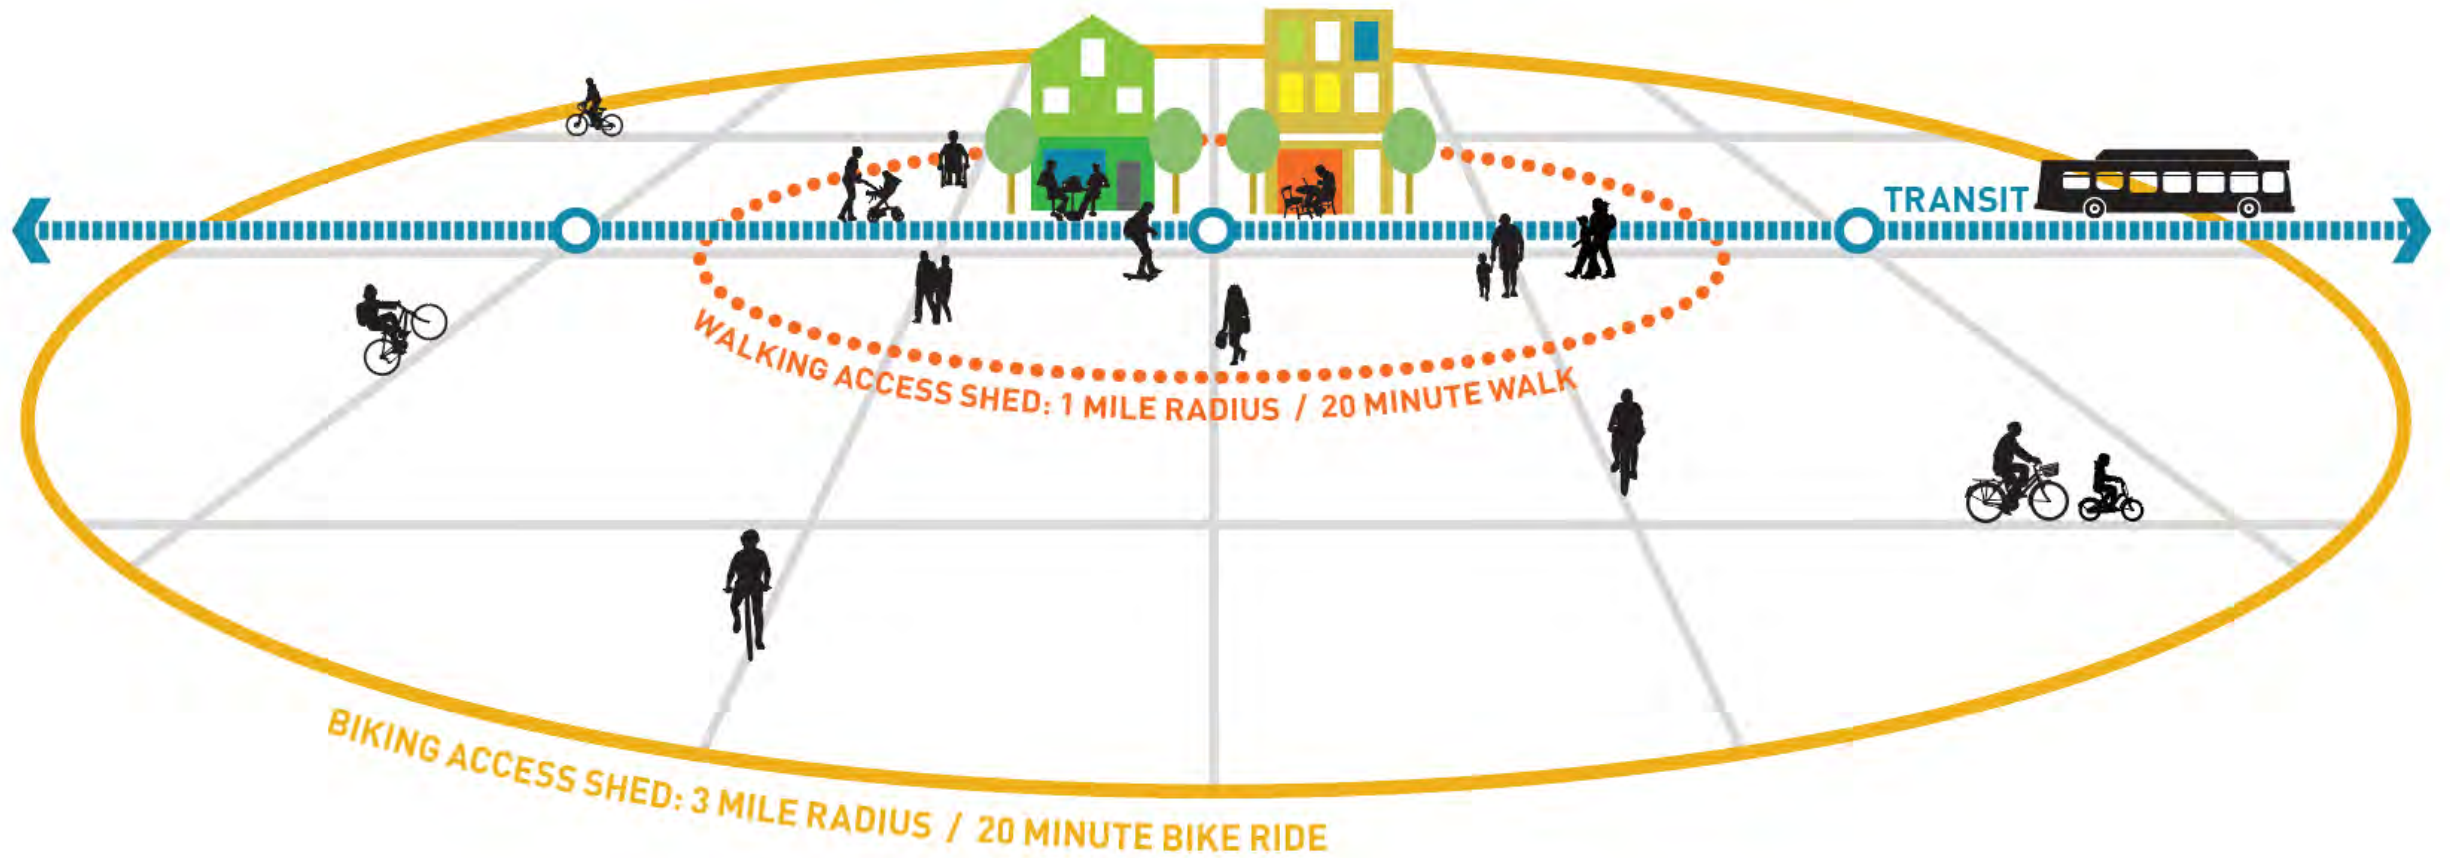 TRANSIT
WALKING ACCESS SHED: 1 MILE RADIUS / 20 MINUTE WALK
BIKING ACCESS SHED: 3 MILE RADIUS / 20 MINUTE BIKE RIDE